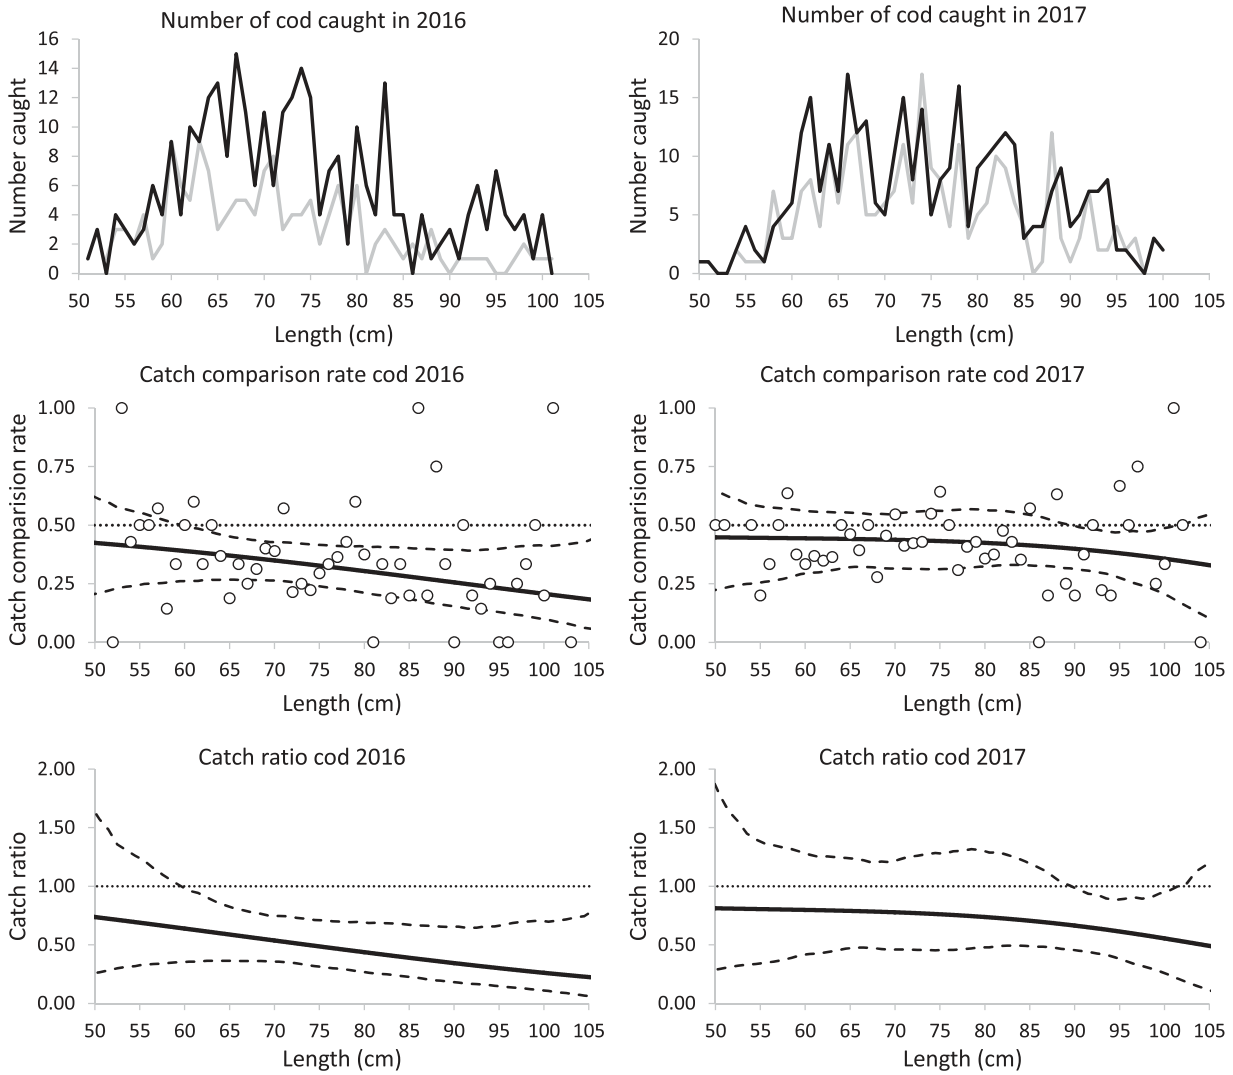 Number of cod caught in 2016
Number caught
16
14
12
10
8
6
4
2
0
50 55 60 65 70 75 80 85 90 95 100 105
Length (cm)
Number of cod caught in 2017
Number caught
20
15
10
5
0
50 55 60 65 70 75 80 85 90 95 100 105
Length (cm)
Catch comparison rate cod 2016
Catch comparision rate
1.00
0.75
0.50
0.25
0.00
50 55 60 65 70 75 80 85 90 95 100 105
Length (cm)
Catch comparison rate cod 2017
Catch comparision rate
1.00
0.75
0.50
0.25
0.00
50 55 60 65 70 75 80 85 90 95 100 105
Length (cm)
Catch ratio cod 2016
Catch ratio
2.00
1.50
1.00
0.50
0.00
50 55 60 65 70 75 80 85 90 95 100 105
Length (cm)
Catch ratio cod 2017
Catch ratio
2.00
1.50
1.00
0.50
0.00
50 55 60 65 70 75 80 85 90 95 100 105
Length (cm)